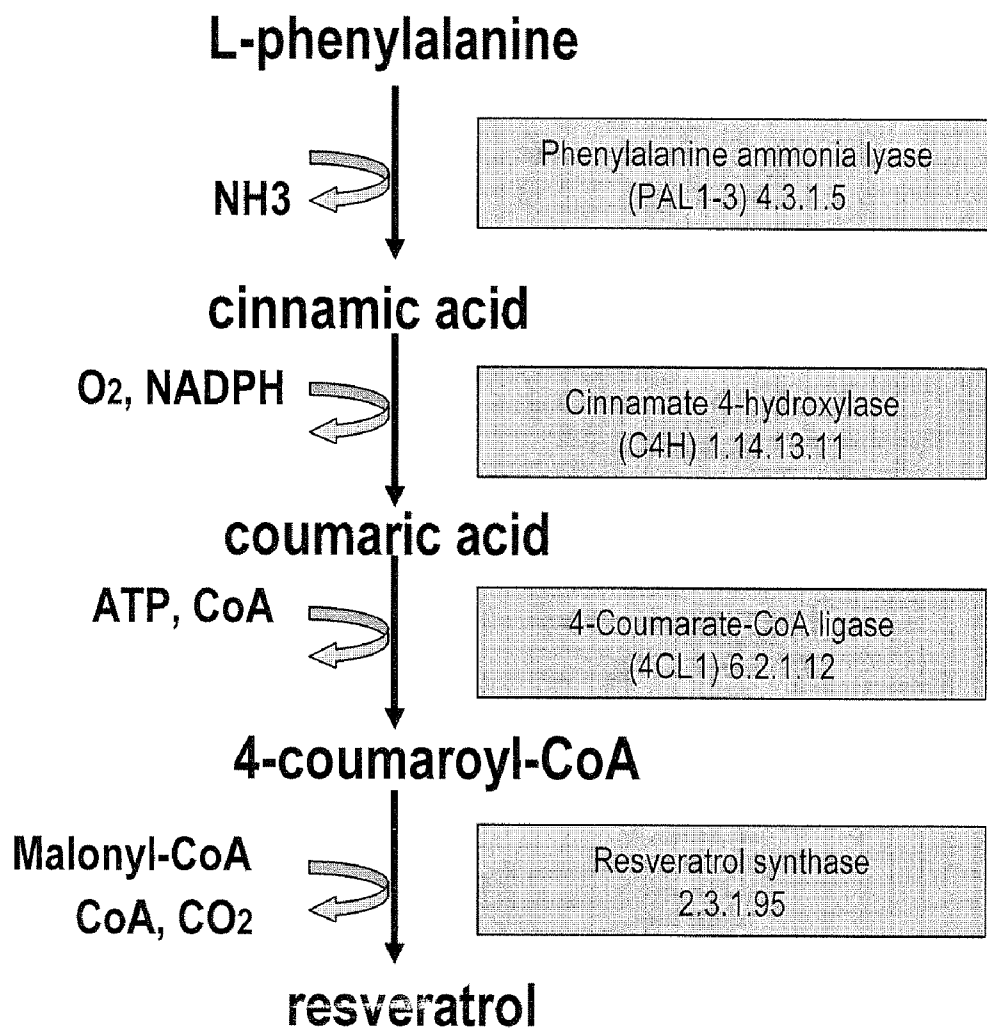 L-phenylalanine
NH3
Phenylalanine ammonia lyase
(PAL1-3) 4.3.1.5
cinnamic acid
O2, NADPH
Cinnamate 4-hydroxylase
(C4H) 1.14.13.11
coumaric acid
ATP, CoA
4-Coumarate-CoA ligase
(4CL1) 6.2.1.12
4-coumaroyl-CoA
Malonyl-CoA
CoA, CO2
Resveratrol synthase
2.3.1.95
resveratrol